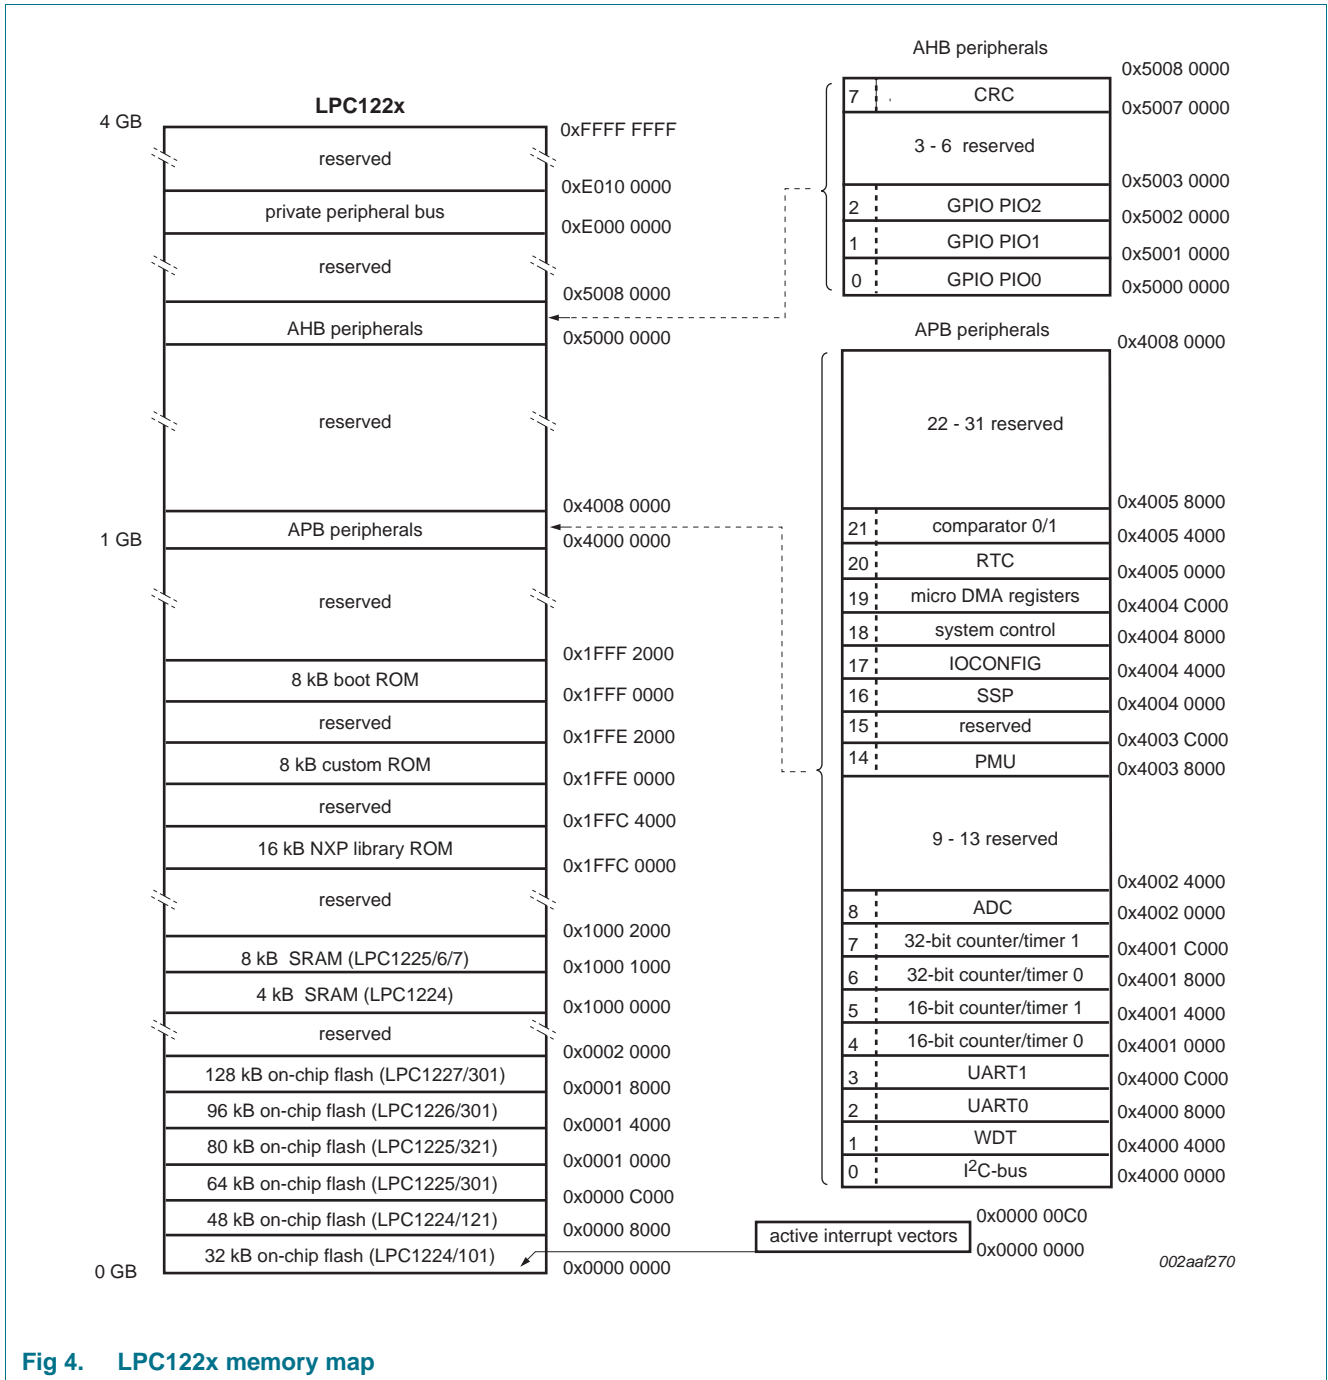 LPC122x
4 GB
0xFFFF FFFF
reserved
0xE010 0000
private peripheral bus
0xE000 0000
reserved
0x5008 0000
AHB peripherals
0x5000 0000
reserved
0x4008 0000
APB peripherals
1 GB
0x4000 0000
reserved
0x1FFF 2000
8 kB boot ROM
0x1FFF 0000
reserved
0x1FFE 2000
8 kB custom ROM
0x1FFE 0000
reserved
0x1FFC 4000
16 kB NXP library ROM
0x1FFC 0000
reserved
0x1000 2000
8 kB SRAM (LPC1225/6/7)
0x1000 1000
4 kB SRAM (LPC1224)
0x1000 0000
reserved
0x0002 0000
128 kB on-chip flash (LPC1227/301)
0x0001 8000
96 kB on-chip flash (LPC1226/301)
0x0001 4000
80 kB on-chip flash (LPC1225/321)
0x0001 0000
64 kB on-chip flash (LPC1225/301)
0x0000 C000
48 kB on-chip flash (LPC1224/121)
0x0000 8000
32 kB on-chip flash (LPC1224/101)
0 GB
0x0000 0000
AHB peripherals
0x5008 0000
7 CRC
0x5007 0000
3 - 6 reserved
0x5003 0000
2 GPIO PIO2
0x5002 0000
1 GPIO PIO1
0x5001 0000
0 GPIO PIO0
0x5000 0000
APB peripherals
0x4008 0000
22 - 31 reserved
0x4005 8000
21 comparator 0/1
0x4005 4000
20 RTC
0x4005 0000
19 micro DMA registers
0x4004 C000
18 system control
0x4004 8000
17 IOCONFIG
0x4004 4000
16 SSP
0x4004 0000
15 reserved
0x4003 C000
14 PMU
0x4003 8000
9 - 13 reserved
0x4002 4000
8 ADC
0x4002 0000
7 32-bit counter/timer 1
0x4001 C000
6 32-bit counter/timer 0
0x4001 8000
5 16-bit counter/timer 1
0x4001 4000
4 16-bit counter/timer 0
0x4001 0000
3 UART1
0x4000 C000
2 UART0
0x4000 8000
1 WDT
0x4000 4000
0 I2C-bus
0x4000 0000
0x0000 00C0
active interrupt vectors
0x0000 0000
002aaf270
Fig 4. LPC122x memory map